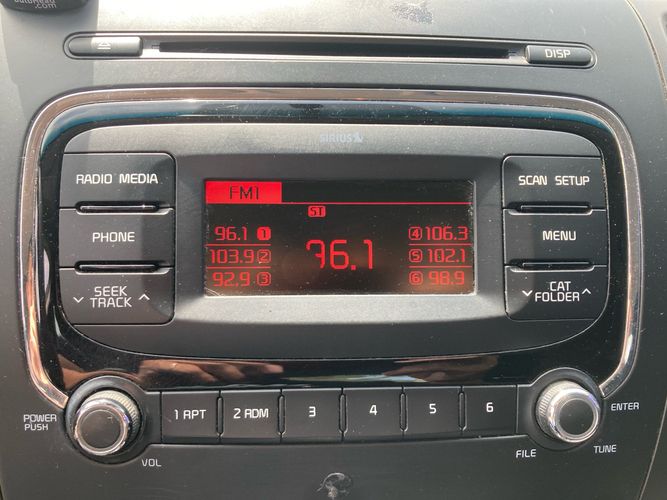 .com
DISP
SIRIUS
RADIO MEDIA
PHONE
SEEK
TRACK
FM1
ST
96.1 1
103.9 2
92.9 3
96.1
4 106.3
5 102.1
6 98.9
SCAN SETUP
MENU
CAT
FOLDER
POWER
PUSH
VOL
1 RPT
2 RDM
3
4
5
6
ENTER
FILE
TUNE